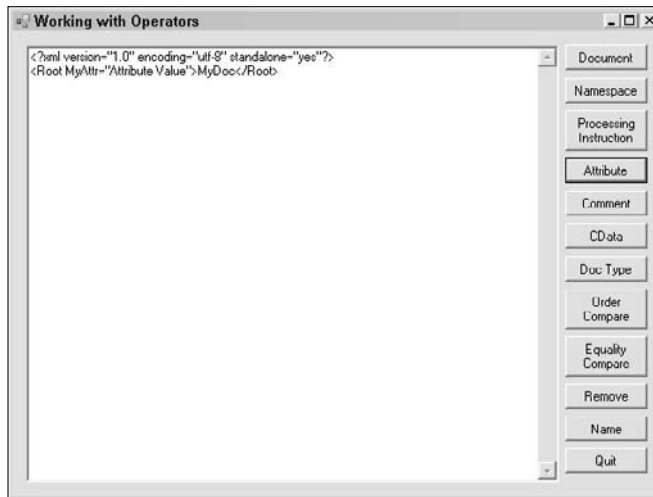 Working with Operators
<?xml version="1.0" encoding="utf-8" standalone="yes"?>
<Root MyAttr="Attribute Value">MyDoc</Root>
Document
Namespace
Processing
Instruction
Attribute
Comment
CData
Doc Type
Order
Compare
Equality
Compare
Remove
Name
Quit